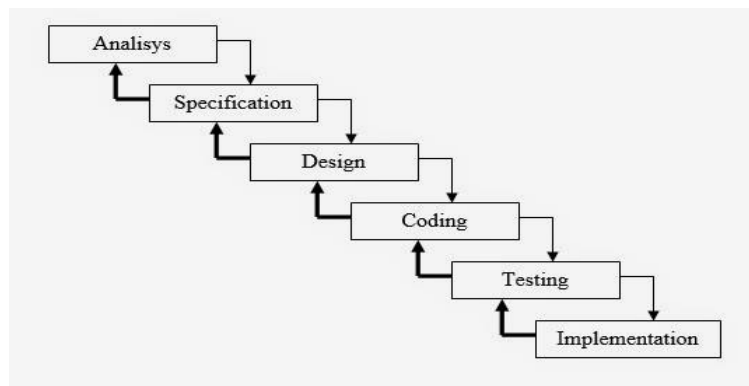 Analisys
Specification
Design
Coding
Testing
Implementation